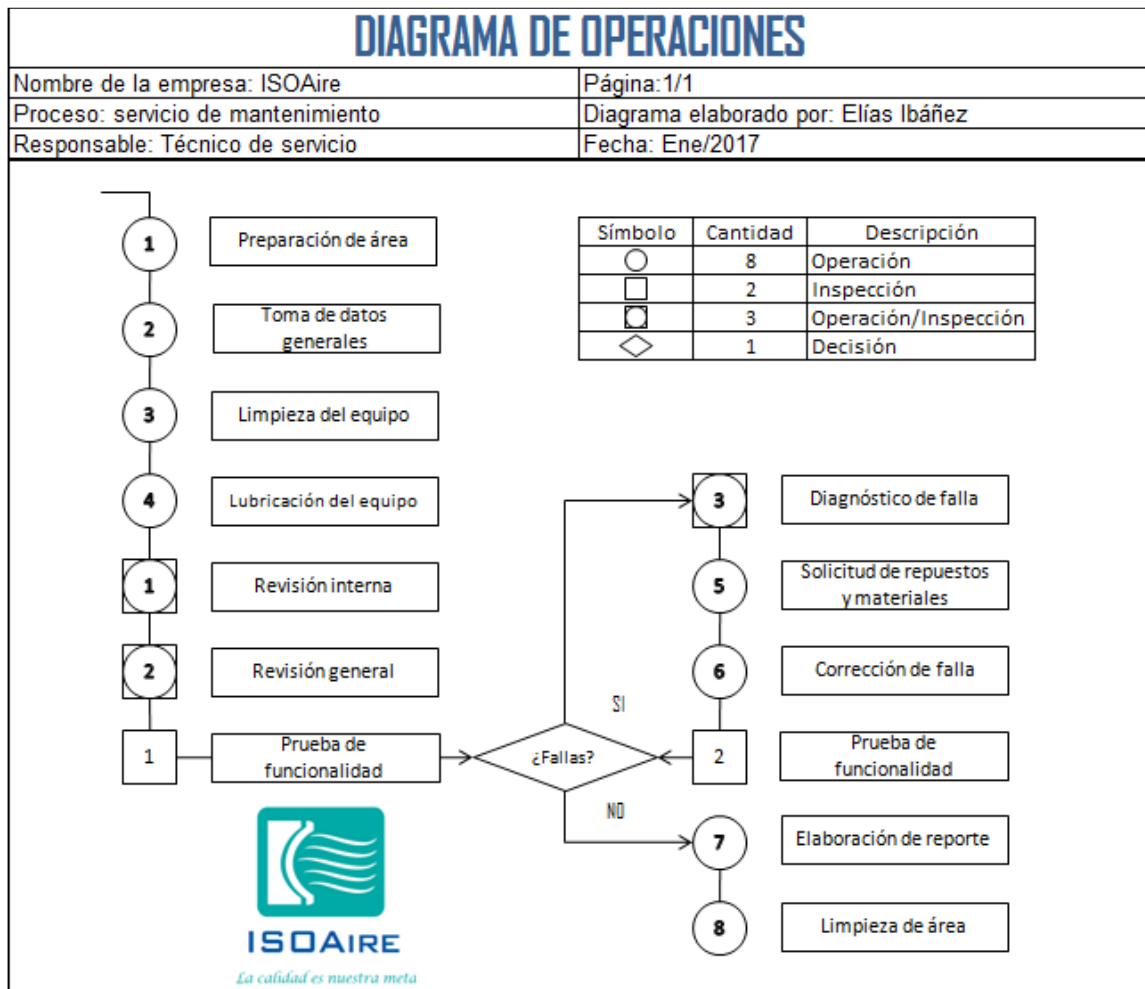 DIAGRAMA DE OPERACIONES
Nombre de la empresa: ISOAire
Página:1/1
Proceso: servicio de mantenimiento
Diagrama elaborado por: Elías Ibáñez
Responsable: Técnico de servicio
Fecha: Ene/2017
Símbolo Cantidad Descripción
8 Operación
2 Inspección
3 Operación/Inspección
1 Decisión
1 Preparación de área
2 Toma de datos
generales
3 Limpieza del equipo
4 Lubricación del equipo
1 Revisión interna
2 Revisión general
1 Prueba de
funcionalidad
¿Fallas?
SI
NO
3 Diagnóstico de falla
5 Solicitud de repuestos
y materiales
6 Corrección de falla
2 Prueba de
funcionalidad
7 Elaboración de reporte
8 Limpieza de área
ISOAIRE
La calidad es nuestra meta